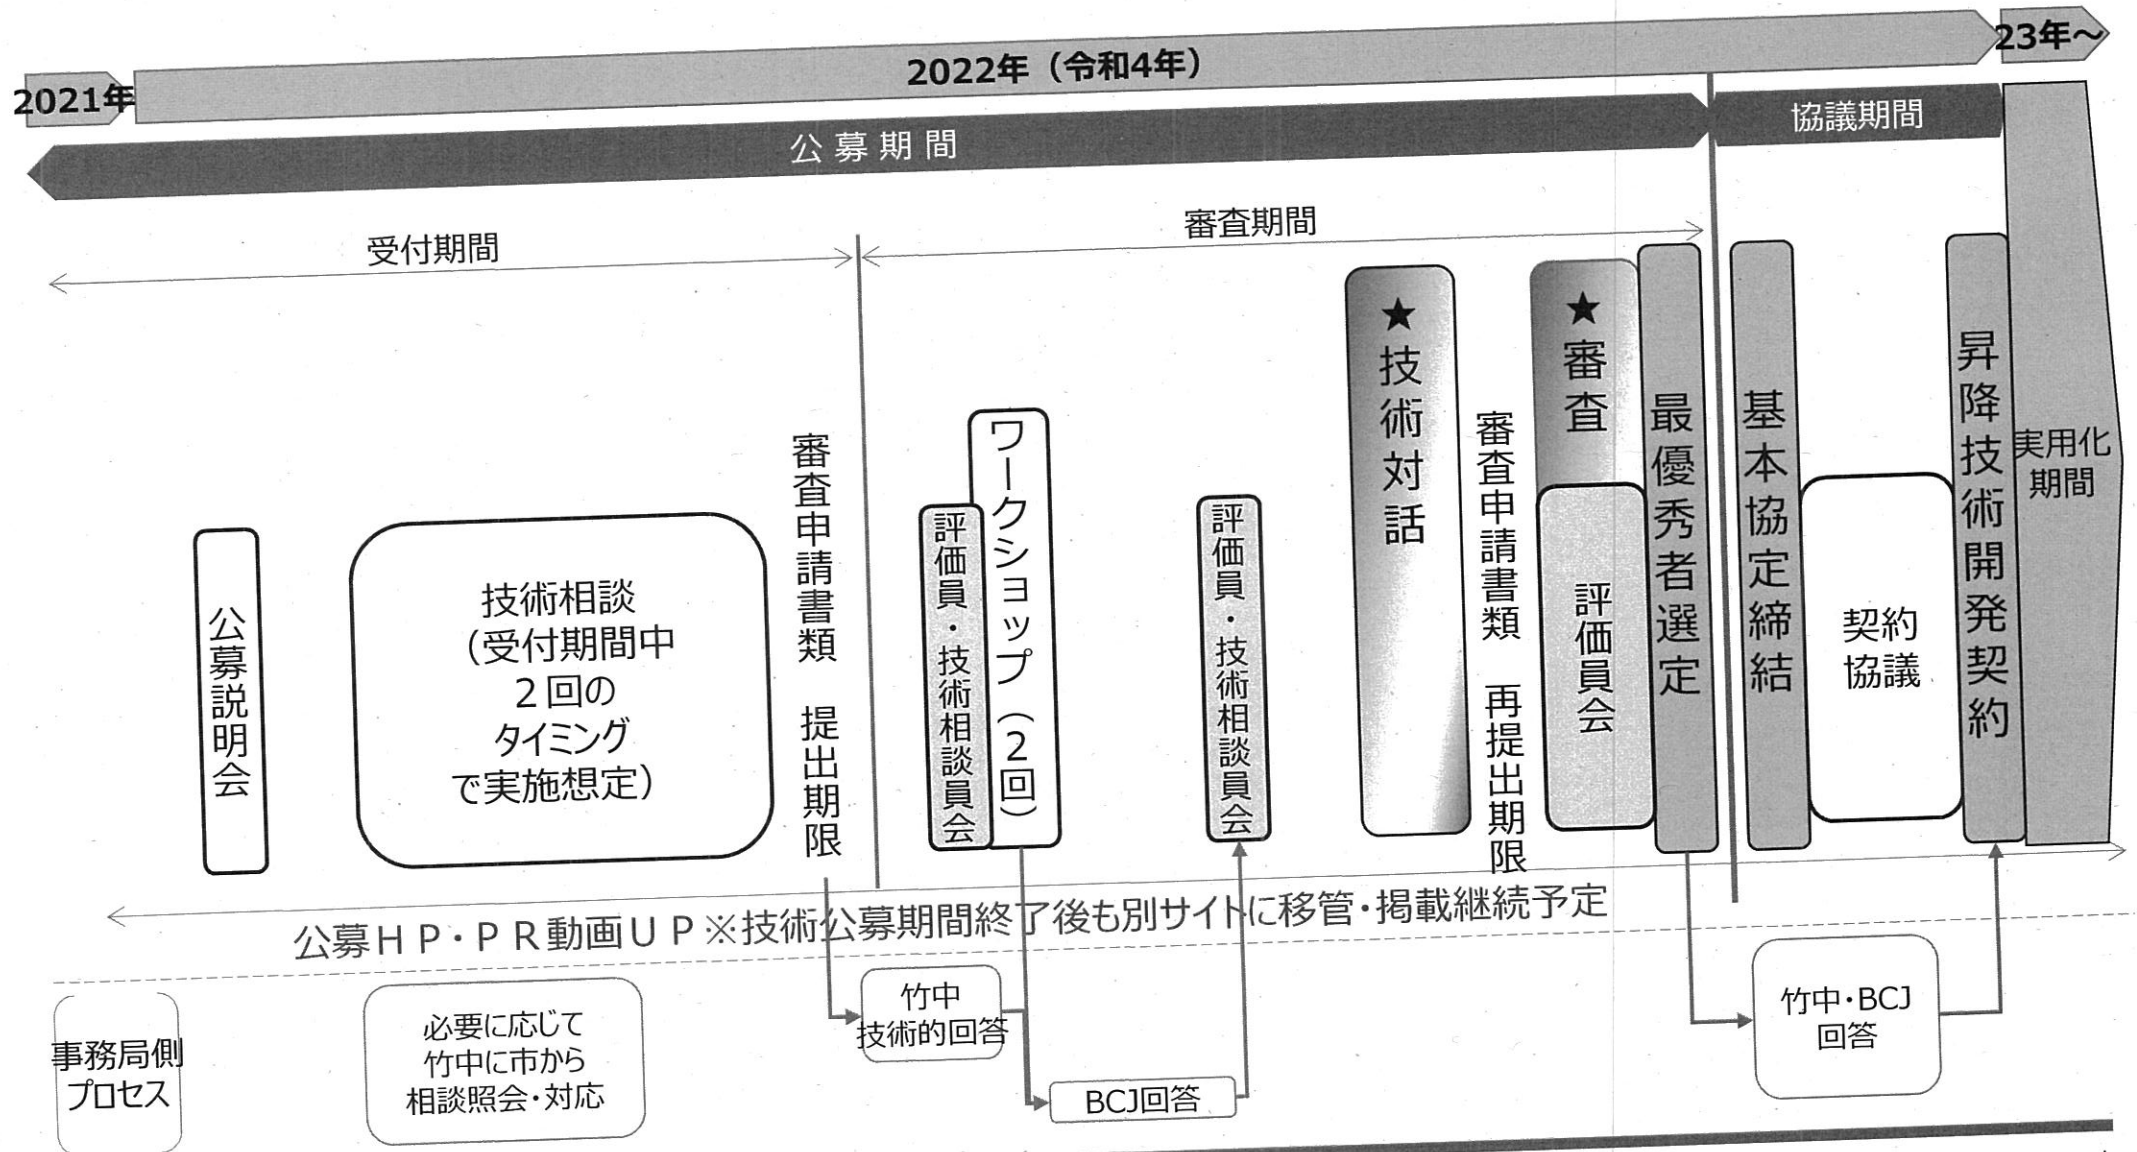 2021年
2022年（令和4年）
23年～
公募期間
協議期間
受付期間
審査期間
公募説明会
技術相談
（受付期間中
２回の
タイミング
で実施想定）
審査申請書類　提出期限
評価員・技術相談員会
ワークショップ（２回）
評価員・技術相談員会
★技術対話
審査申請書類　再提出期限
★審査
評価員会
最優秀者選定
基本協定締結
契約
協議
昇降技術開発契約
実用化
期間
公募ＨＰ・ＰＲ動画ＵＰ※技術公募期間終了後も別サイトに移管・掲載継続予定
事務局側
プロセス
必要に応じて
竹中に市から
相談照会・対応
竹中
技術的回答
BCJ回答
竹中・BCJ
回答